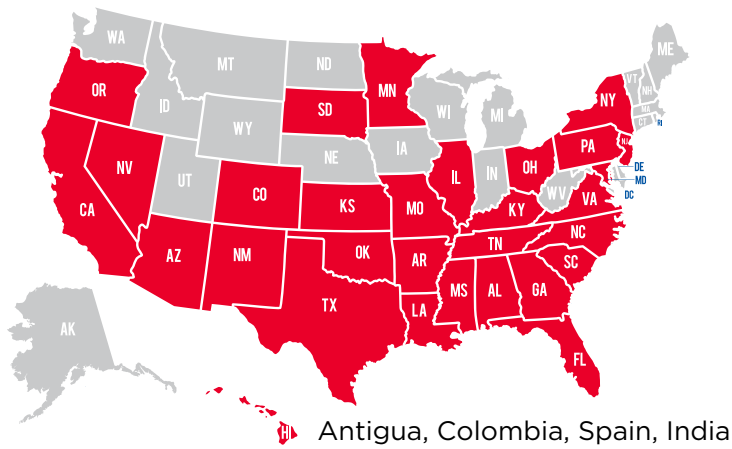 WA
MT
ND
ME
VT
NH
OR
MN
ID
SD
WI
MI
NY
MA
CT
RI
WY
IA
NE
PA
NJ
OH
IN
IL
DE
MD
DC
NV
UT
CO
KS
MO
KY
WV
VA
CA
NC
TN
OK
AR
AZ
NM
SC
MS
AL
GA
TX
LA
AK
FL
HI
Antigua, Colombia, Spain, India